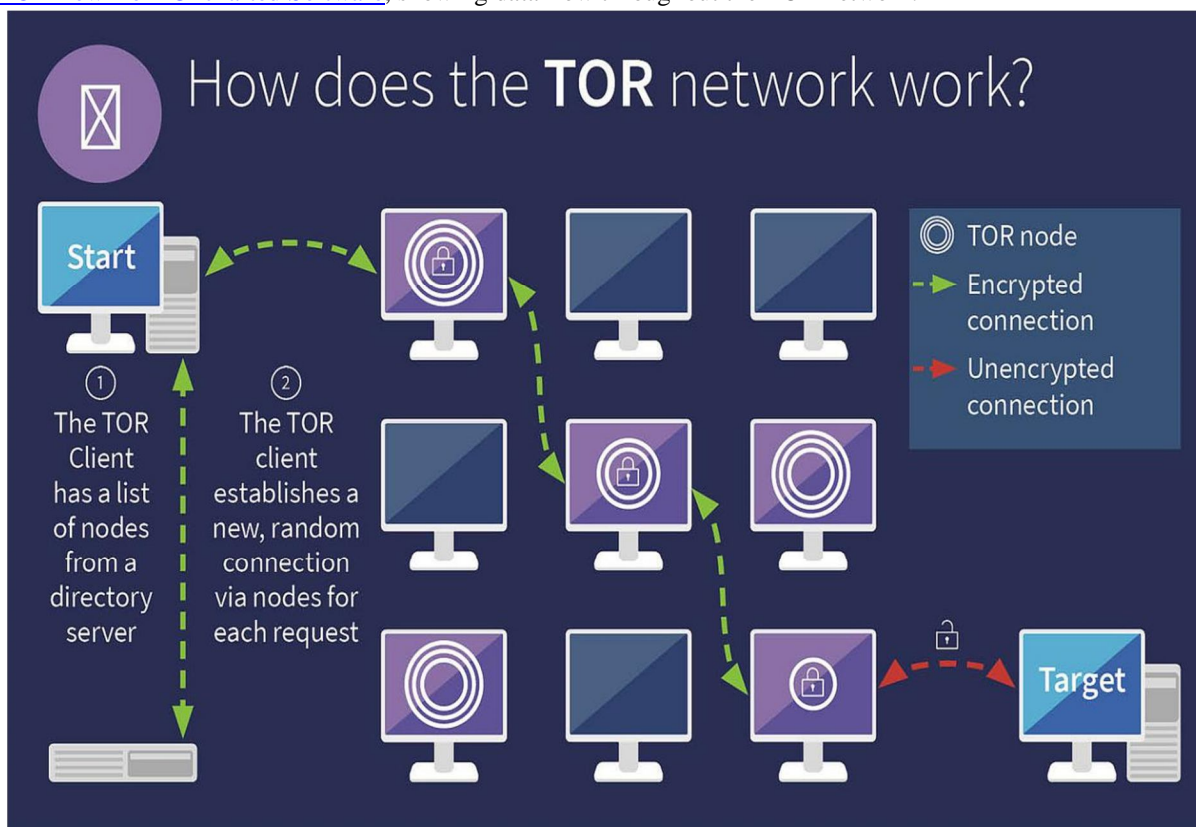 How does the TOR network work?
Start
TOR node
Encrypted
connection
Unencrypted
connection
1
The TOR
Client
has a list
of nodes
from a
directory
server
2
The TOR
client
establishes a
new, random
connection
via nodes for
each request
Target